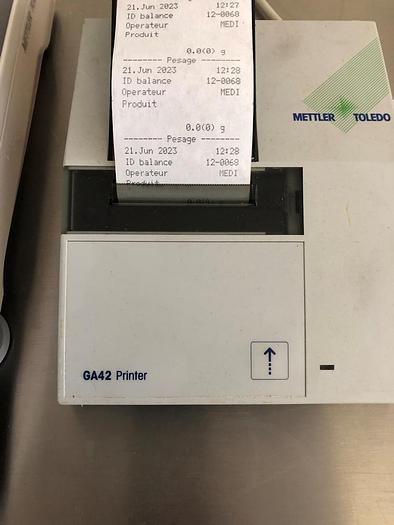 21.Jun 2023 12:27
ID balance 12-0068
Operateur MEDI
Produit
0.0(0) g
-------- Pesage --------
21.Jun 2023 12:28
ID balance 12-0068
Operateur MEDI
Produit
0.0(0) g
-------- Pesage --------
21.Jun 2023 12:28
ID balance 12-0068
Operateur MEDI
Produit
METTLER TOLEDO
GA42 Printer